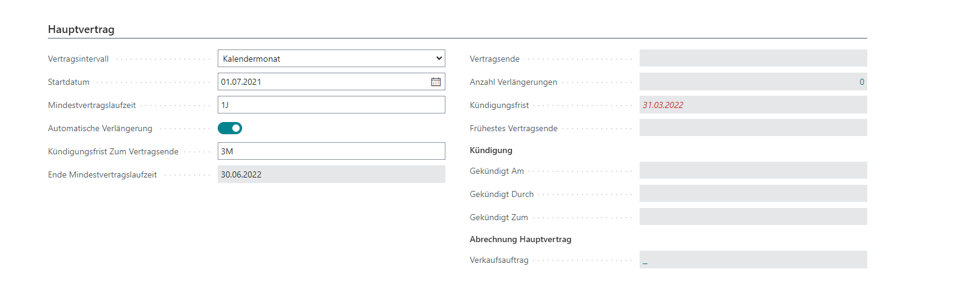 Hauptvertrag
Vertragsintervall Kalendermonat
Startdatum 01.07.2021
Mindestvertragslaufzeit 1J
Automatische Verlängerung
Kündigungsfrist Zum Vertragsende 3M
Ende Mindestvertragslaufzeit 30.06.2022
Vertragsende
Anzahl Verlängerungen 0
Kündigungsfrist 31.03.2022
Frühestes Vertragsende
Kündigung
Gekündigt Am
Gekündigt Durch
Gekündigt Zum
Abrechnung Hauptvertrag
Verkaufsauftrag _